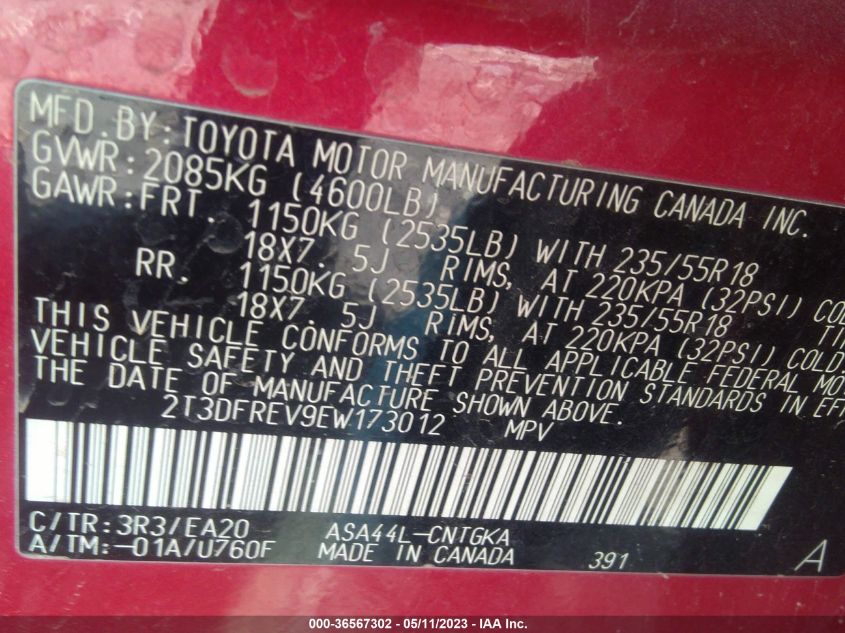 MFD. BY: TOYOTA MOTOR MANUFACTURING CANADA INC.
GVWR: 2085KG (4600LB)
GAWR: FRT. 1150KG (2535LB) WITH 235/55R18
18X7. 5J RIMS, AT 220KPA (32PSI) COLD
RR. 1150KG (2535LB) WITH 235/55R18
18X7. 5J RIMS, AT 220KPA (32PSI) COLD.
THIS VEHICLE CONFORMS TO ALL APPLICABLE FEDERAL MO
VEHICLE SAFETY AND THEFT PREVENTION STANDARDS IN EFF
THE DATE OF MANUFACTURE SHOWN ABOVE.
2T3DFREV9EW173012 MPV
C/TR: 3R3/EA20 ASA44L-CNTGKA
A/TM: -01A/U760F MADE IN CANADA 391 A
000-36567302 - 05/11/2023 - IAA Inc.